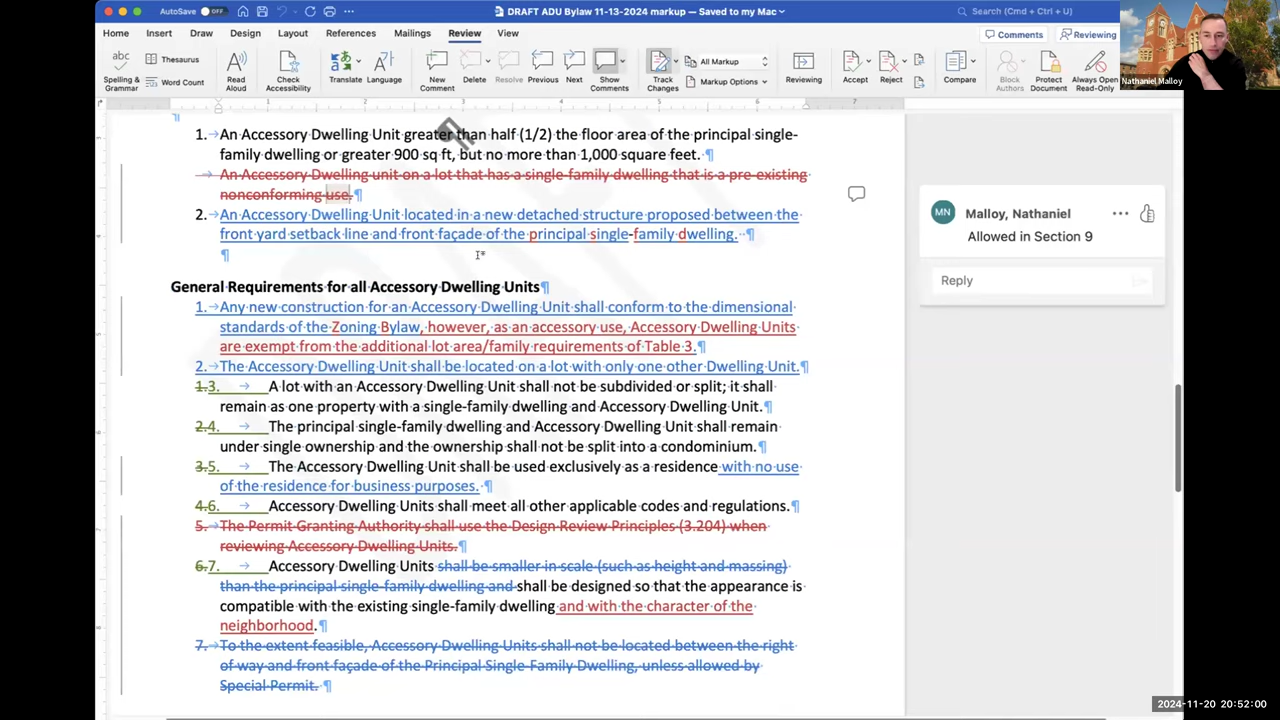 AutoSave OFF DRAFT ADU Bylaw 11-13-2024 markup — Saved to my Mac Search (Cmd + Ctrl + U)
Home Insert Draw Design Layout References Mailings Review View Comments Reviewing
abc Spelling & Grammar Thesaurus Word Count Read Aloud Check Accessibility Translate Language New Comment Delete Resolve Previous Next Show Comments Track Changes All Markup Markup Options Reviewing Accept Reject Compare Block Authors Protect Document Always Open Read-Only
Nathaniel Malloy
1. An Accessory Dwelling Unit greater than half (1/2) the floor area of the principal single-
family dwelling or greater 900 sq ft, but no more than 1,000 square feet.
An Accessory Dwelling unit on a lot that has a single-family dwelling that is a pre-existing
nonconforming use.
2. An Accessory Dwelling Unit located in a new detached structure proposed between the
front yard setback line and front façade of the principal single-family dwelling.
MN Malloy, Nathaniel
Allowed in Section 9
Reply
General Requirements for all Accessory Dwelling Units
1. Any new construction for an Accessory Dwelling Unit shall conform to the dimensional
standards of the Zoning Bylaw, however, as an accessory use, Accessory Dwelling Units
are exempt from the additional lot area/family requirements of Table 3.
2. The Accessory Dwelling Unit shall be located on a lot with only one other Dwelling Unit.
1.3. A lot with an Accessory Dwelling Unit shall not be subdivided or split; it shall
remain as one property with a single-family dwelling and Accessory Dwelling Unit.
2.4. The principal single-family dwelling and Accessory Dwelling Unit shall remain
under single ownership and the ownership shall not be split into a condominium.
3.5. The Accessory Dwelling Unit shall be used exclusively as a residence with no use
of the residence for business purposes.
4.6. Accessory Dwelling Units shall meet all other applicable codes and regulations.
5. The Permit Granting Authority shall use the Design Review Principles (3.204) when
reviewing Accessory Dwelling Units.
6.7. Accessory Dwelling Units shall be smaller in scale (such as height and massing)
than the principal single-family dwelling and shall be designed so that the appearance is
compatible with the existing single-family dwelling and with the character of the
neighborhood.
7. To the extent feasible, Accessory Dwelling Units shall not be located between the right
of way and front façade of the Principal Single-Family Dwelling, unless allowed by
Special Permit.
2024-11-20 20:52:00